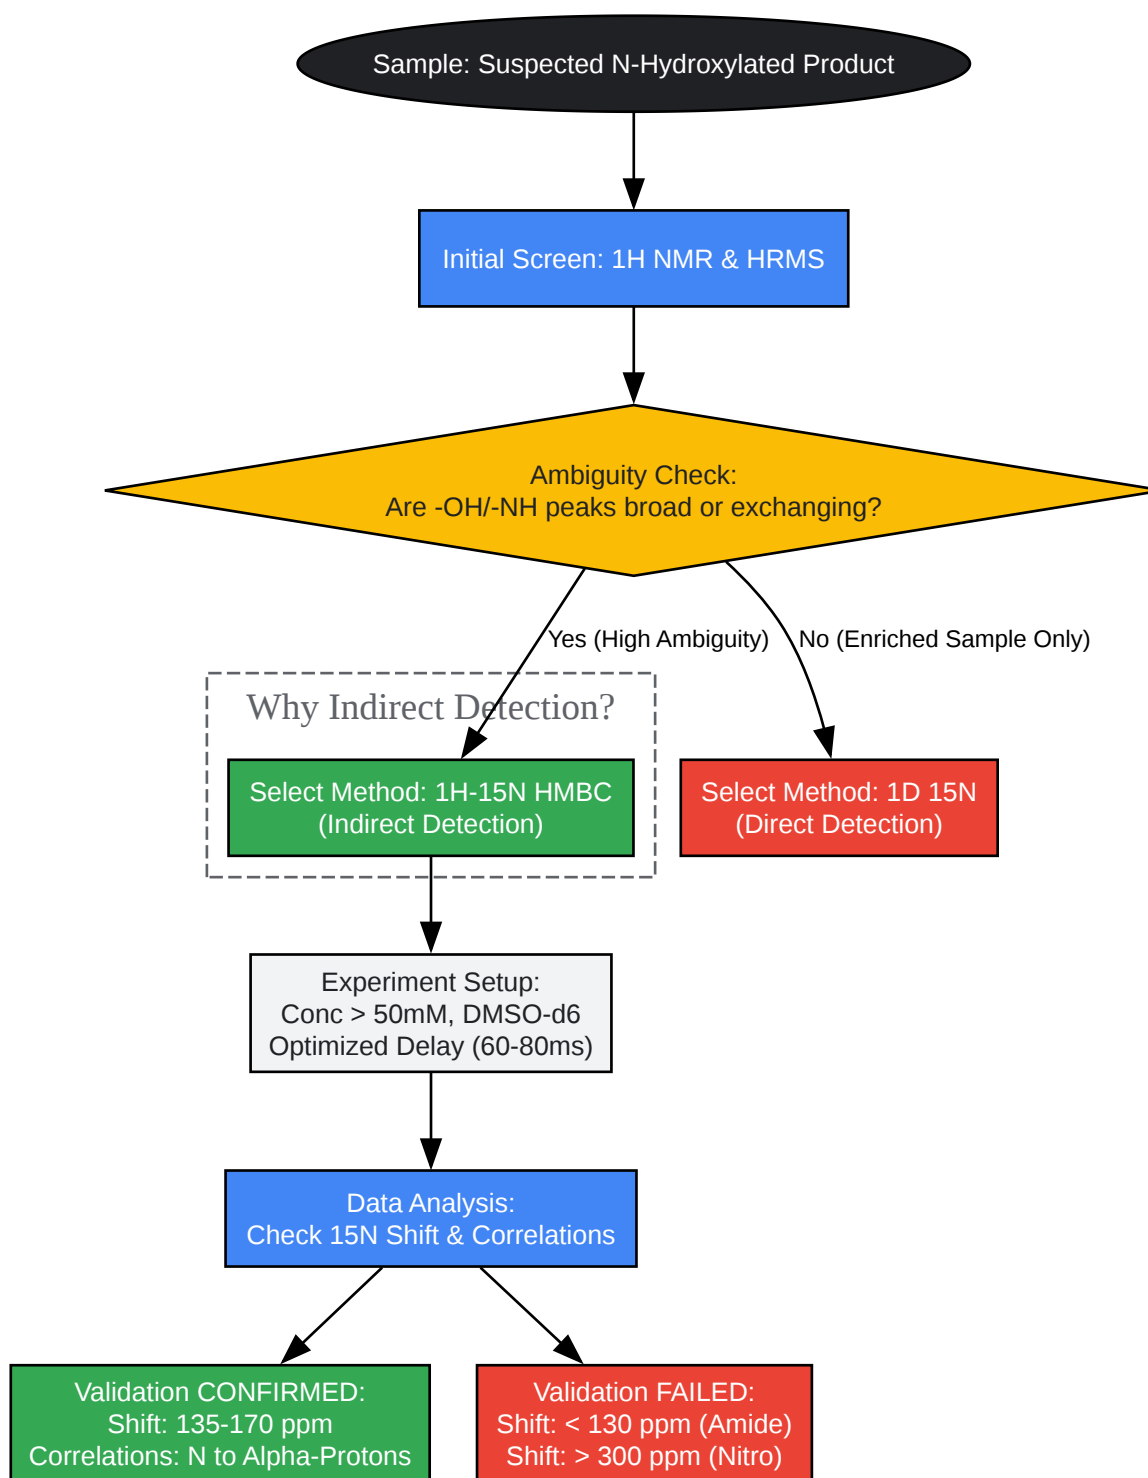 Sample: Suspected N-Hydroxylated Product
Initial Screen: 1H NMR & HRMS
Ambiguity Check:
Are -OH/-NH peaks broad or exchanging?
Yes (High Ambiguity)
No (Enriched Sample Only)
Why Indirect Detection?
Select Method: 1H-15N HMBC
(Indirect Detection)
Select Method: 1D 15N
(Direct Detection)
Experiment Setup:
Conc > 50mM, DMSO-d6
Optimized Delay (60-80ms)
Data Analysis:
Check 15N Shift & Correlations
Validation CONFIRMED:
Shift: 135-170 ppm
Correlations: N to Alpha-Protons
Validation FAILED:
Shift: < 130 ppm (Amide)
Shift: > 300 ppm (Nitro)